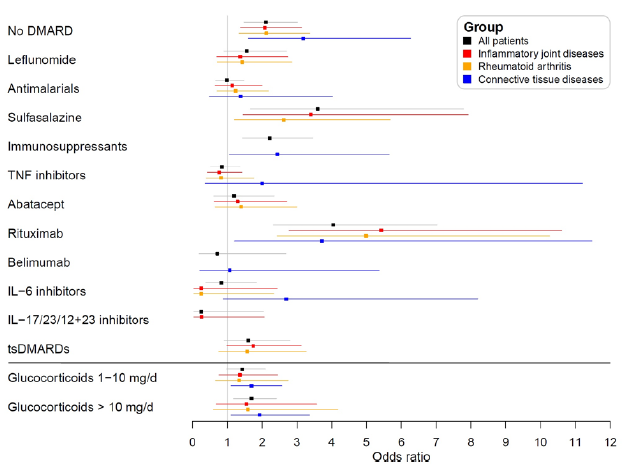 No DMARD
Leflunomide
Antimalarials
Sulfasalazine
Immunosuppressants
TNF inhibitors
Abatacept
Rituximab
Belimumab
IL−6 inhibitors
IL−17/23/12+23 inhibitors
tsDMARDs
Glucocorticoids 1−10 mg/d
Glucocorticoids > 10 mg/d
Group
All patients
Inflammatory joint diseases
Rheumatoid arthritis
Connective tissue diseases
0 1 2 3 4 5 6 7 8 9 10 11 12
Odds ratio